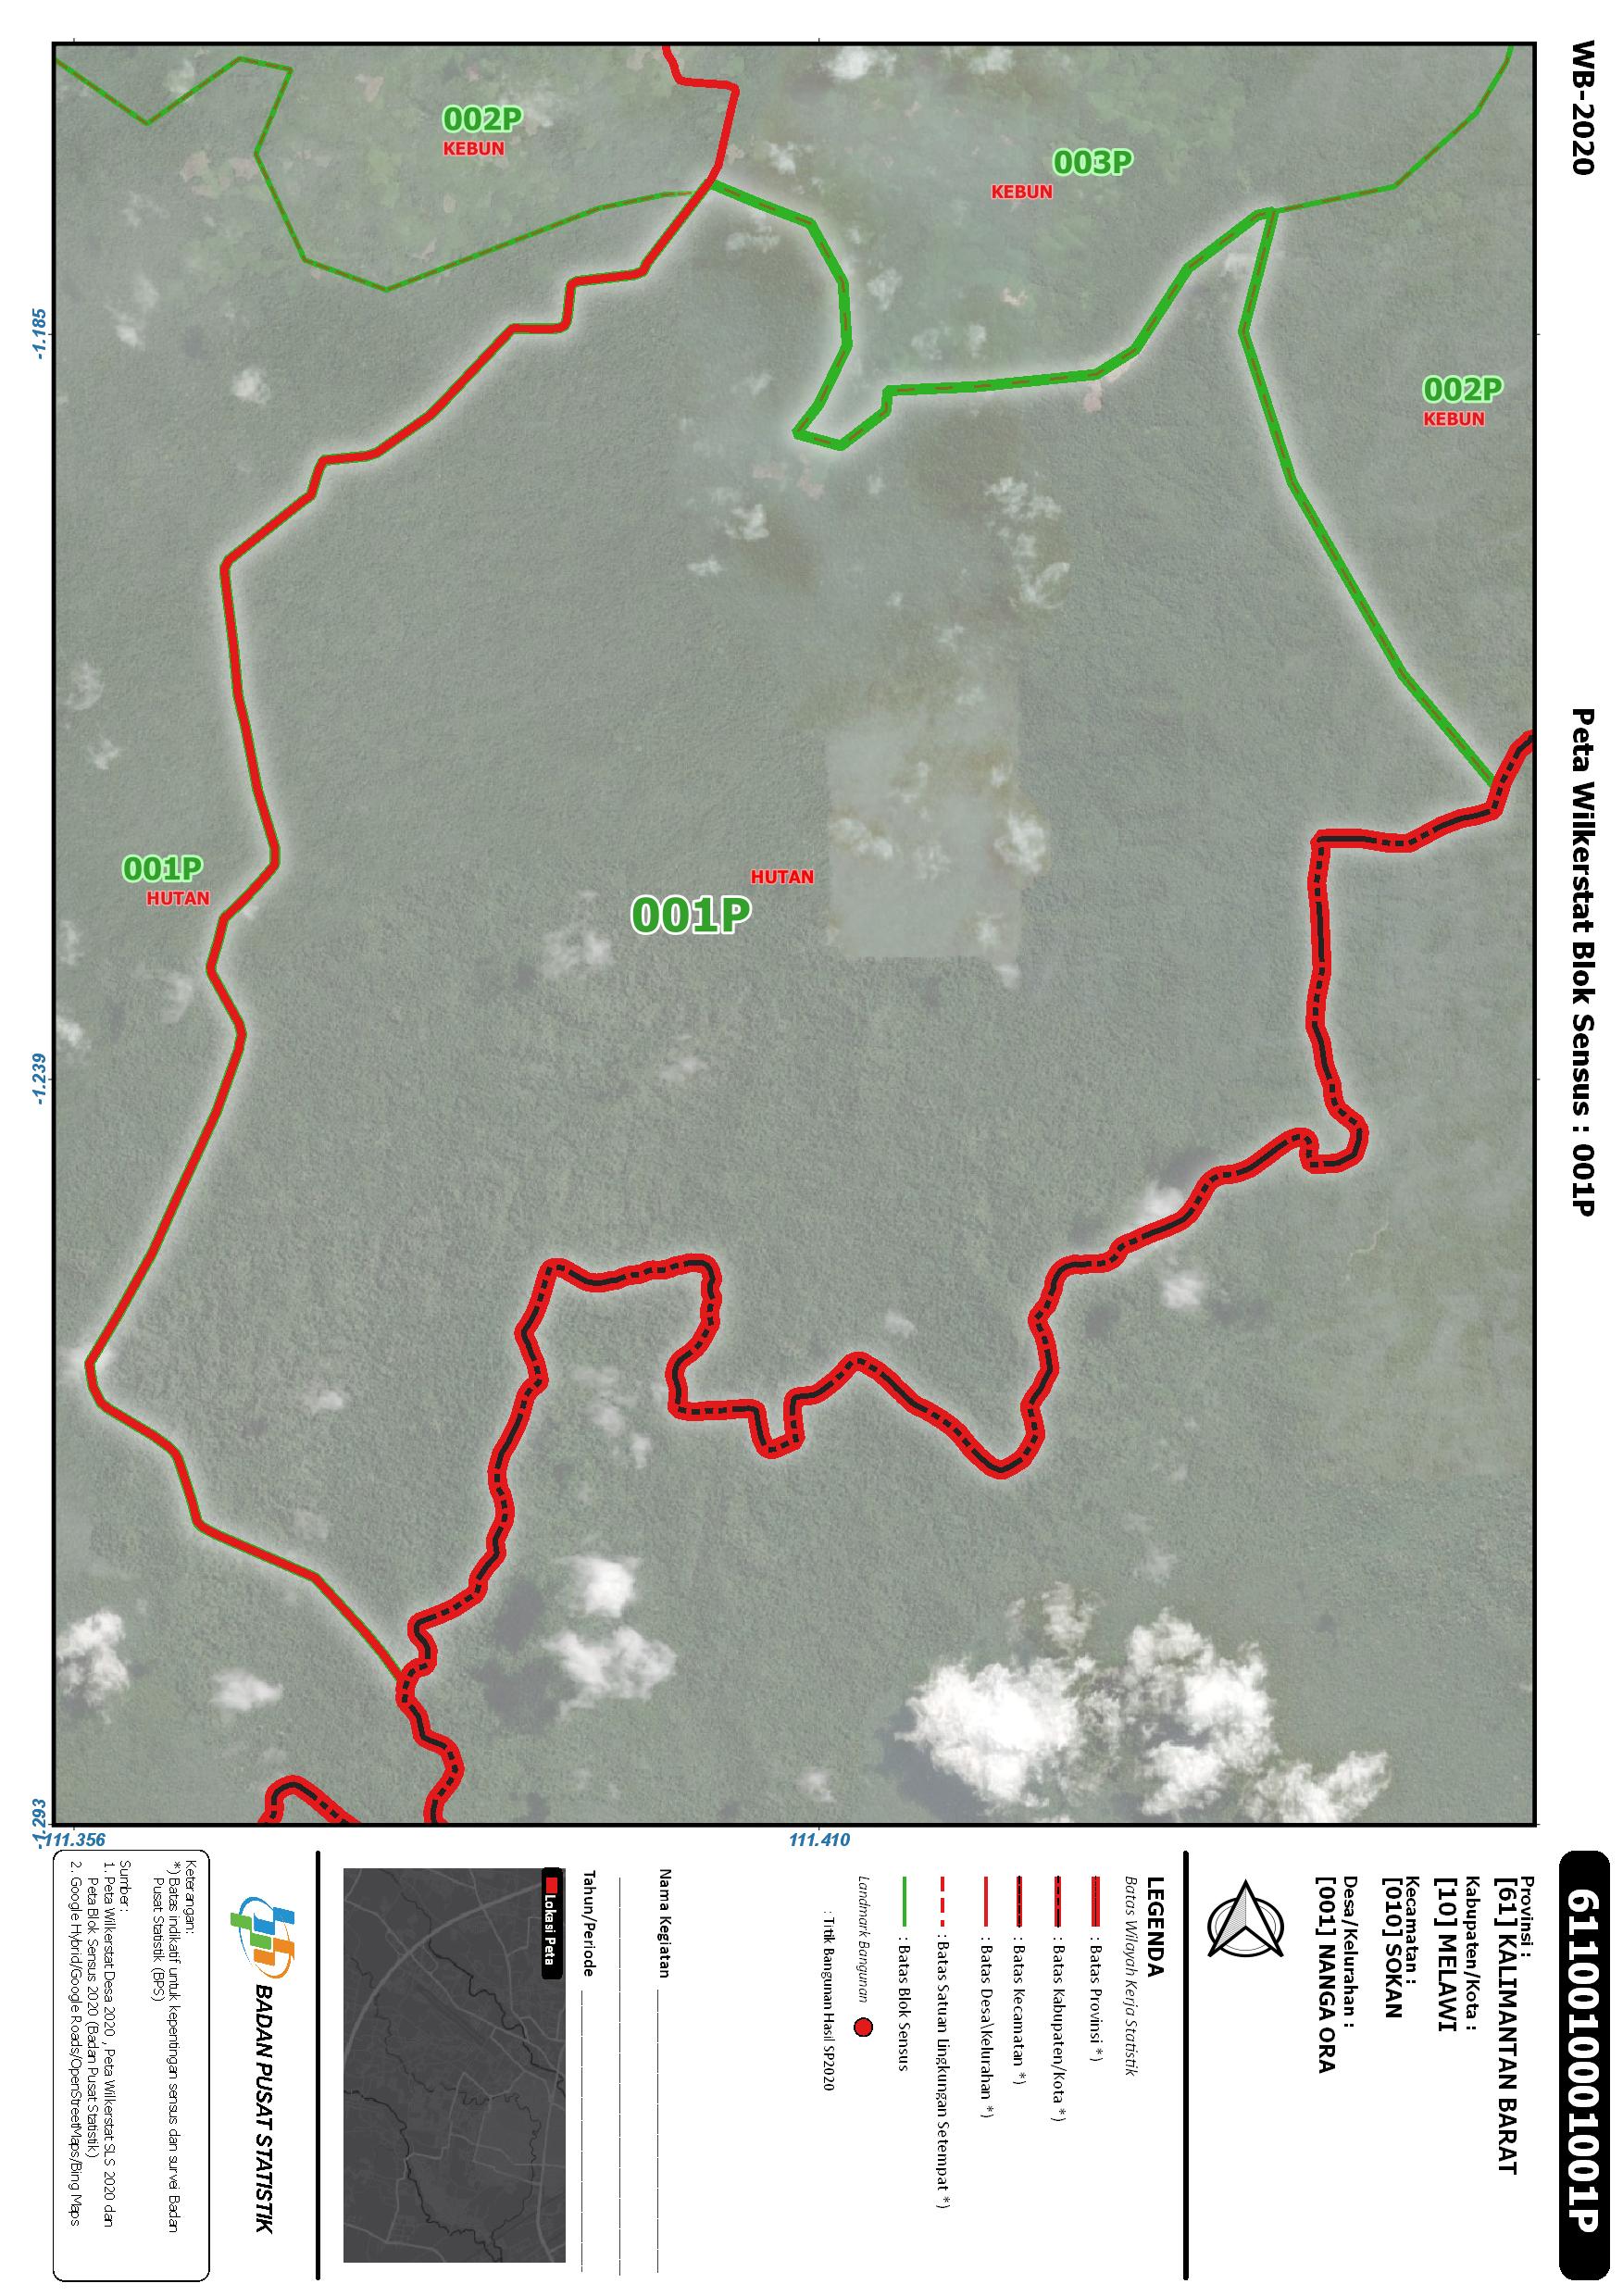 WB-2020
Peta Wilkerstat Blok Sensus : 001P
6110010001001P
002P
KEBUN
003P
KEBUN
002P
KEBUN
001P
HUTAN
HUTAN
001P
-1.185
-1.239
-1.293
111.356
111.410
Provinsi :
[61] KALIMANTAN BARAT
Kabupaten/Kota :
[10] MELAWI
Kecamatan :
[010] SOKAN
Desa/Kelurahan :
[001] NANGA ORA
LEGENDA
Batas Wilayah Kerja Statistik
: Batas Provinsi *)
: Batas Kabupaten/Kota *)
: Batas Kecamatan *)
: Batas Desa\Kelurahan *)
: Batas Satuan Lingkungan Setempat *)
: Batas Blok Sensus
Landmark Bangunan
: Titik Bangunan Hasil SP2020
Nama Kegiatan
Tahun/Periode
Lokasi Peta
BADAN PUSAT STATISTIK
Keterangan:
*) Batas indikatif untuk kepentingan sensus dan survei Badan
Pusat Statistik (BPS)
Sumber :
1. Peta Wilkerstat Desa 2020 , Peta Wilkerstat SLS 2020 dan
Peta Blok Sensus 2020 (Badan Pusat Statistik)
2. Google Hybrid/Google Roads/OpenStreetMaps/Bing Maps